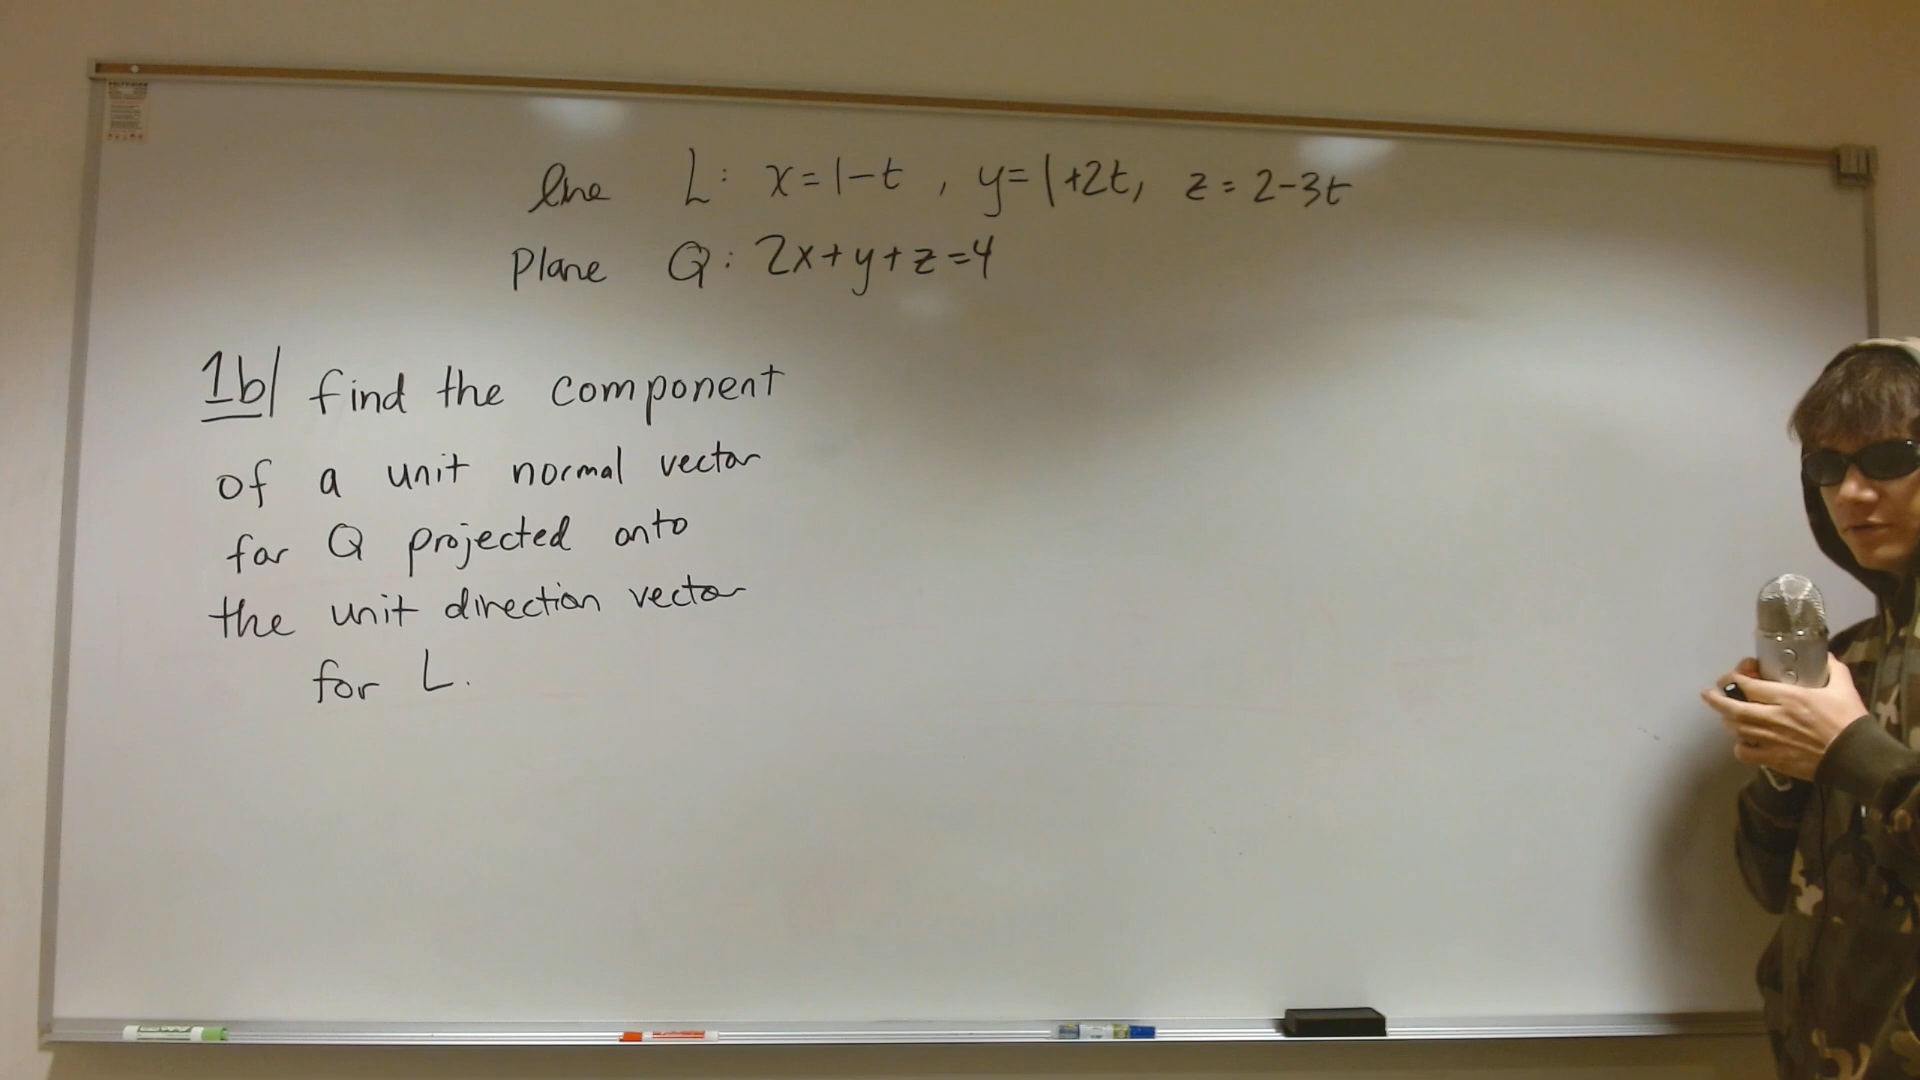 line L: x=1-t, y=1+2t, z=2-3t
Plane Q: 2x+y+z=4
1b) find the component
of a unit normal vector
for Q projected onto
the unit direction vector
for L.